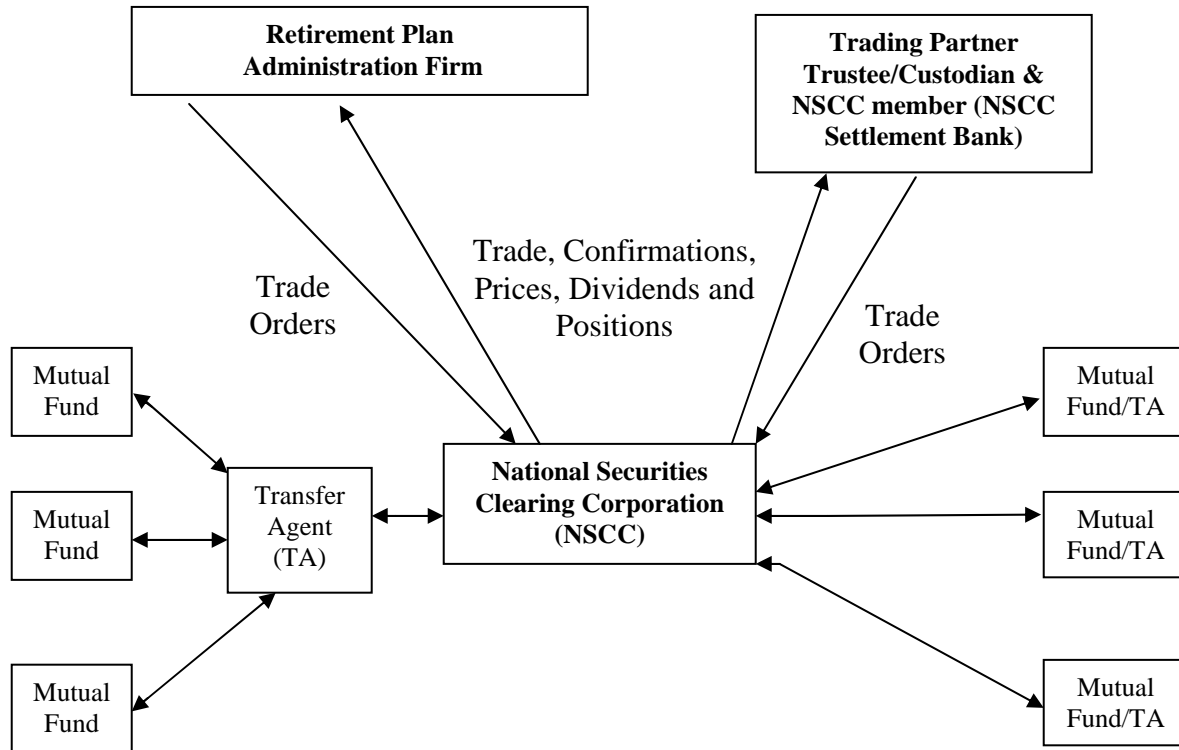 Retirement Plan
Administration Firm
Trading Partner
Trustee/Custodian &
NSCC member (NSCC
Settlement Bank)
Trade, Confirmations,
Prices, Dividends and
Positions
Trade
Orders
Trade
Orders
Mutual
Fund
Mutual
Fund
Mutual
Fund
Transfer
Agent
(TA)
National Securities
Clearing Corporation
(NSCC)
Mutual
Fund/TA
Mutual
Fund/TA
Mutual
Fund/TA